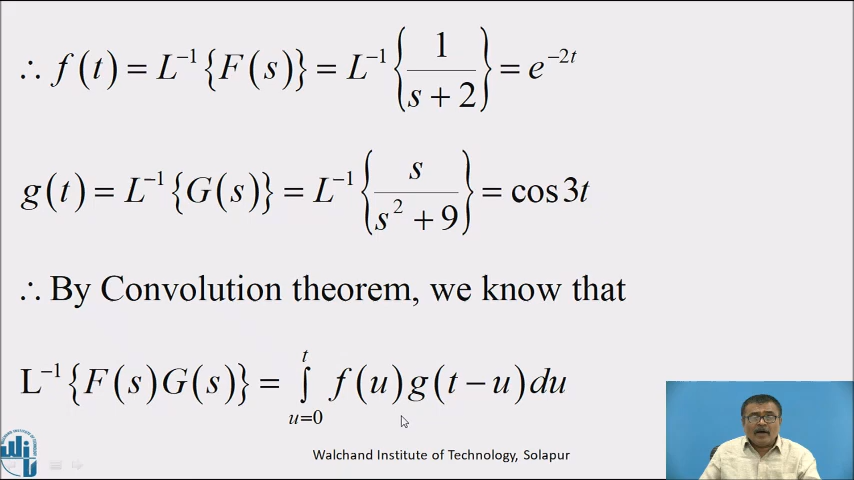 ∴ f(t) = L⁻¹{F(s)} = L⁻¹{1/(s + 2)} = e⁻²ᵗ
g(t) = L⁻¹{G(s)} = L⁻¹{s/(s² + 9)} = cos3t
∴ By Convolution theorem, we know that
L⁻¹{F(s)G(s)} = ∫_{u=0}^{t} f(u)g(t − u)du
Walchand Institute of Technology, Solapur